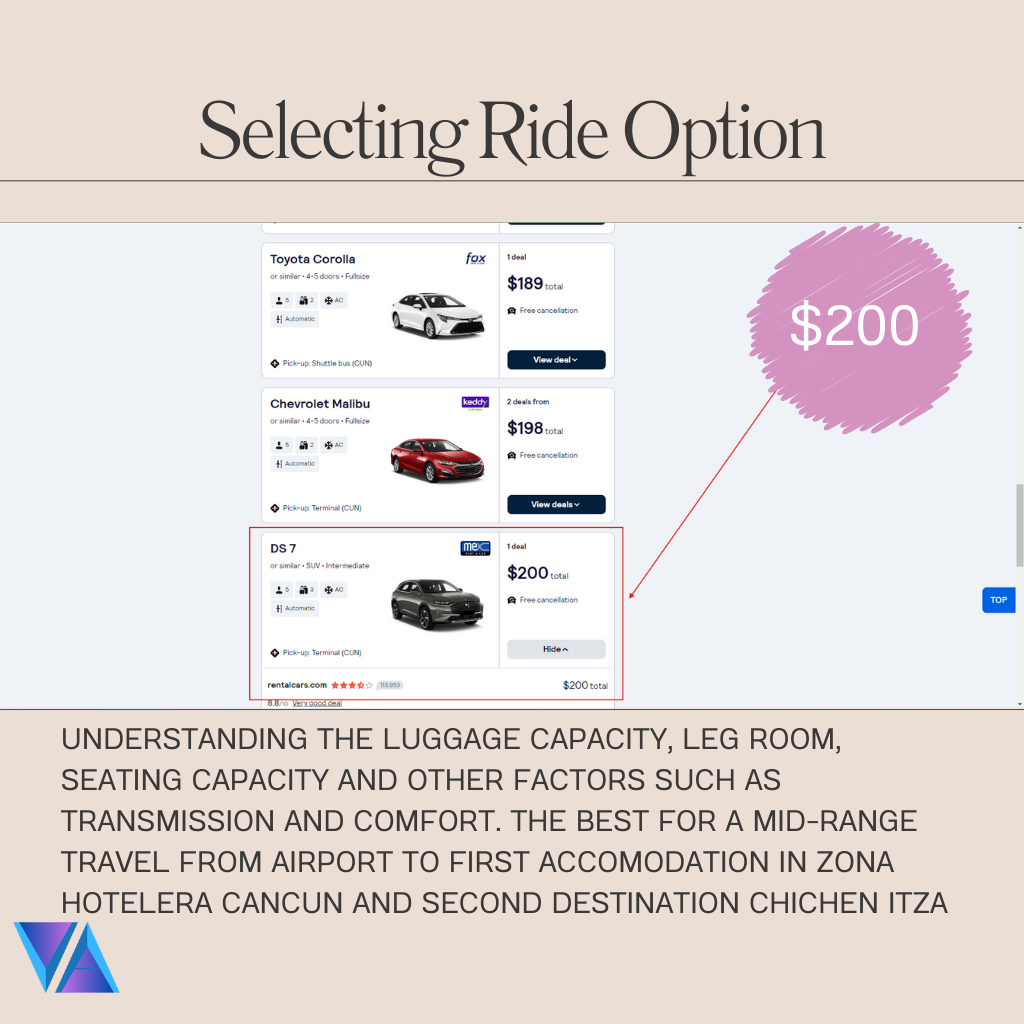 Selecting Ride Option
Toyota Corolla
fox
or similar • 4-5 doors • Fullsize
5 2 AC
Automatic
Pick-up: Shuttle bus (CUN)
1 deal
$189 total
Free cancellation
View deal
$200
Chevrolet Malibu
keddy
or similar • 4-5 doors • Fullsize
5 2 AC
Automatic
Pick-up: Terminal (CUN)
2 deals from
$198 total
Free cancellation
View deals
DS 7
mex
RENT A CAR
or similar • SUV • Intermediate
5 3 AC
Automatic
Pick-up: Terminal (CUN)
1 deal
$200 total
Free cancellation
Hide
TOP
rentalcars.com 113,953 $200 total
8.8/10 Very good deal
UNDERSTANDING THE LUGGAGE CAPACITY, LEG ROOM,
SEATING CAPACITY AND OTHER FACTORS SUCH AS
TRANSMISSION AND COMFORT. THE BEST FOR A MID-RANGE
TRAVEL FROM AIRPORT TO FIRST ACCOMODATION IN ZONA
HOTELERA CANCUN AND SECOND DESTINATION CHICHEN ITZA
VA